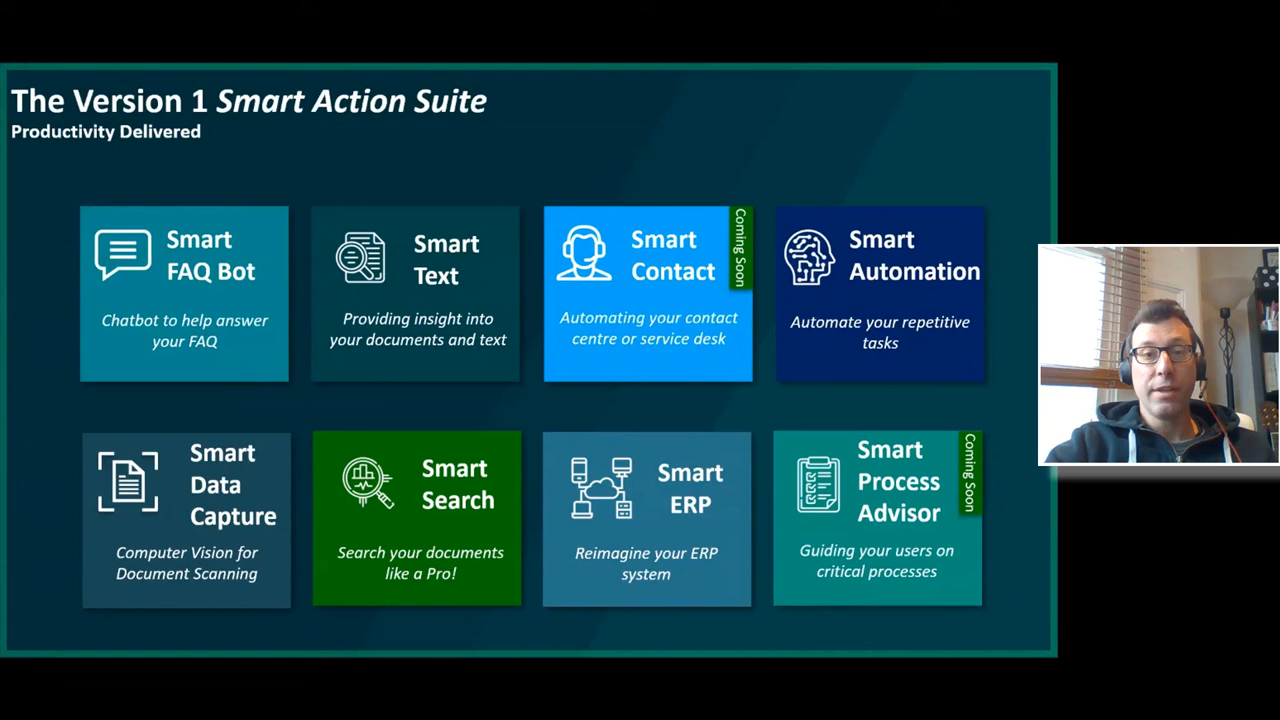 The Version 1 Smart Action Suite
Productivity Delivered
Smart
FAQ Bot
Chatbot to help answer
your FAQ
Smart
Text
Providing insight into
your documents and text
Smart
Contact
Coming Soon
Automating your contact
centre or service desk
Smart
Automation
Automate your repetitive
tasks
Smart
Data
Capture
Computer Vision for
Document Scanning
Smart
Search
Search your documents
like a Pro!
Smart
ERP
Reimagine your ERP
system
Smart
Process
Advisor
Coming Soon
Guiding your users on
critical processes